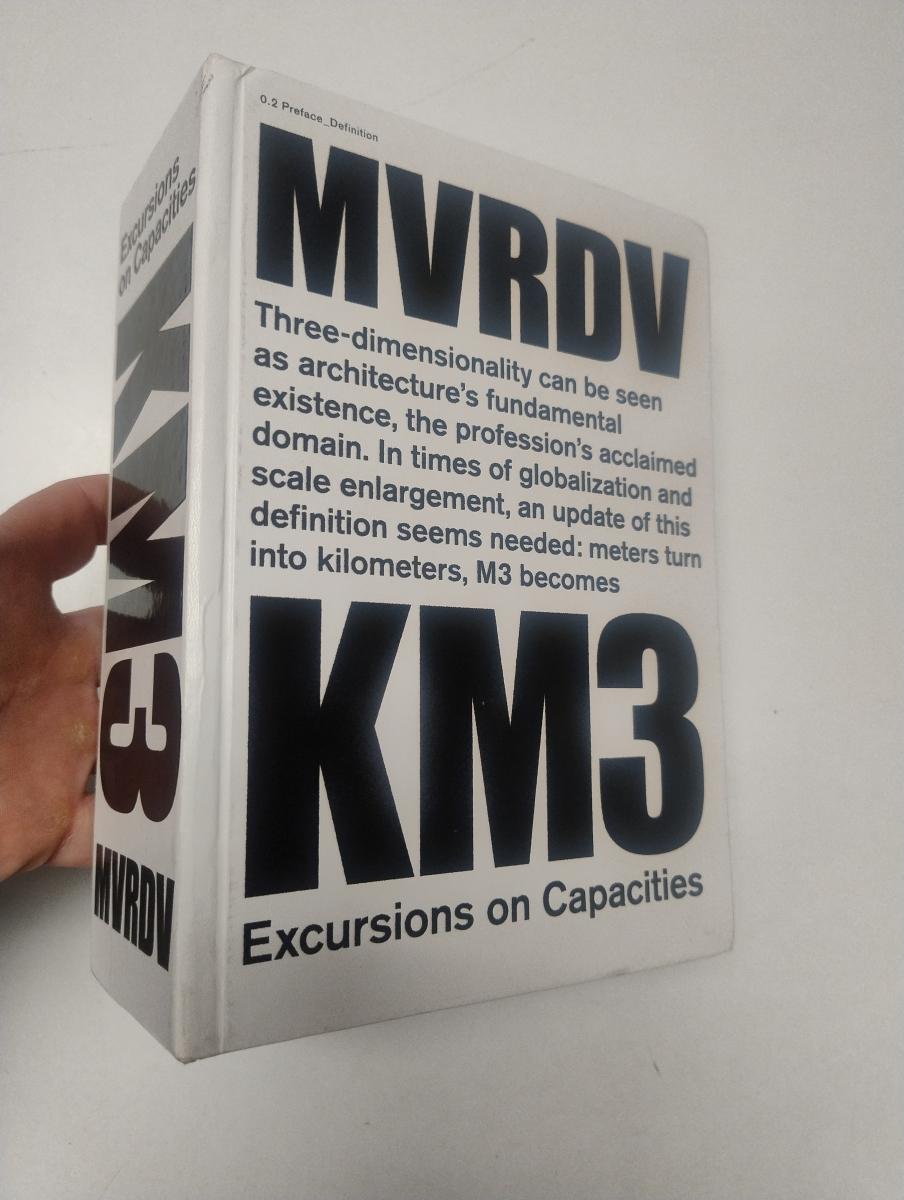 Excursions
on Capacities
KM3
MVRDV
0.2 Preface_Definition
MVRDV
Three-dimensionality can be seen
as architecture's fundamental
existence, the profession's acclaimed
domain. In times of globalization and
scale enlargement, an update of this
definition seems needed: meters turn
into kilometers, M3 becomes
KM3
Excursions on Capacities